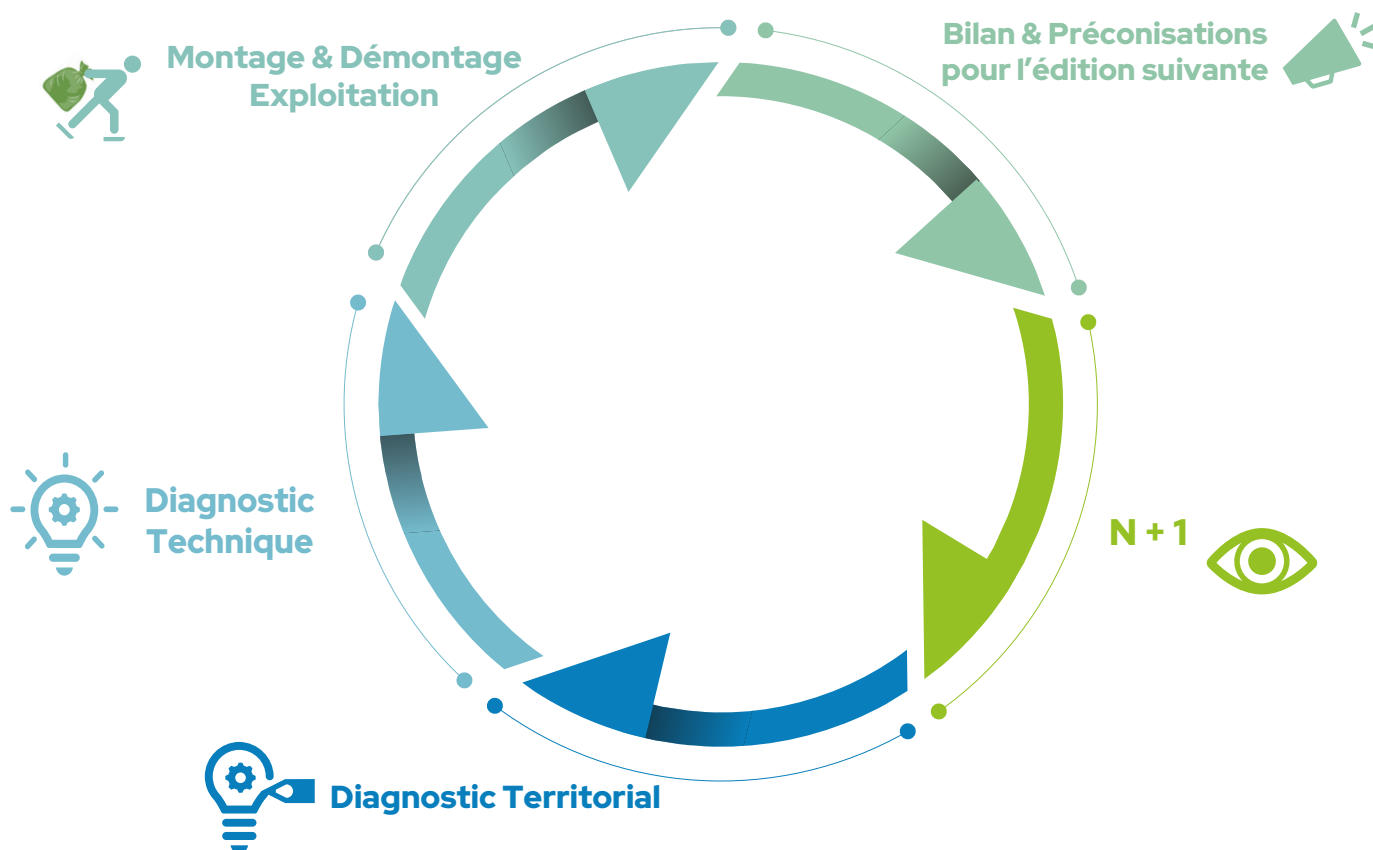 Montage & Démontage
Exploitation
Bilan & Préconisations
pour l’édition suivante
Diagnostic
Technique
N + 1
Diagnostic Territorial